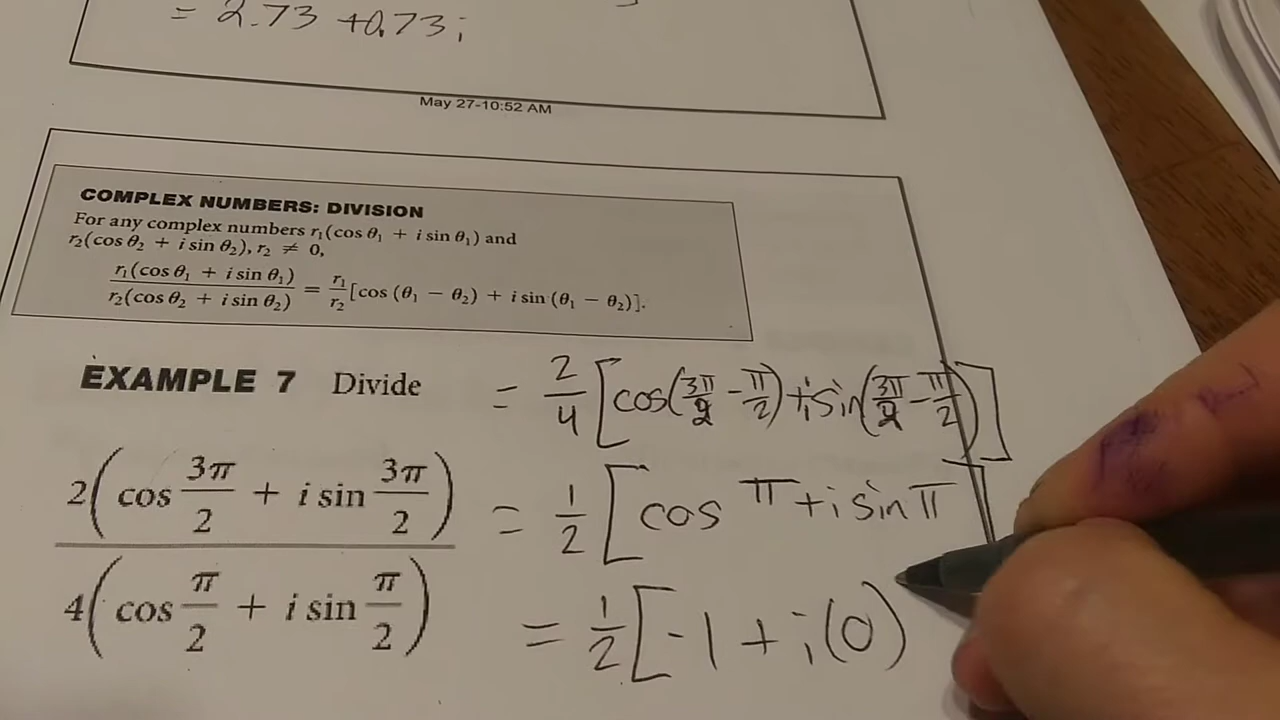 = 2.73 + 0.73i
May 27-10:52 AM
COMPLEX NUMBERS: DIVISION
For any complex numbers r₁(cos θ₁ + i sin θ₁) and
r₂(cos θ₂ + i sin θ₂), r₂ ≠ 0,
r₁(cos θ₁ + i sin θ₁) / r₂(cos θ₂ + i sin θ₂) = r₁/r₂ [cos (θ₁ − θ₂) + i sin (θ₁ − θ₂)].
EXAMPLE 7 Divide
2(cos 3π/2 + i sin 3π/2) / 4(cos π/2 + i sin π/2)
= 2/4 [cos(3π/2 - π/2) + i sin(3π/2 - π/2)]
= 1/2 [cos π + i sin π]
= 1/2 [-1 + i(0)